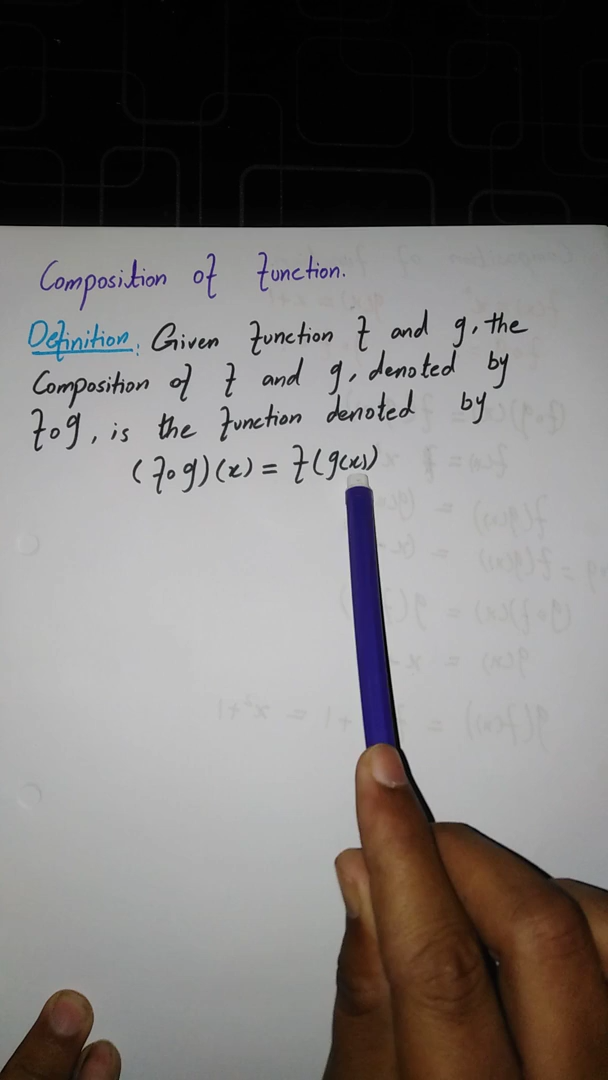 Composition of function.
Definition: Given function f and g, the
Composition of f and g, denoted by
fog, is the function denoted by
(fog)(x) = f(g(x))